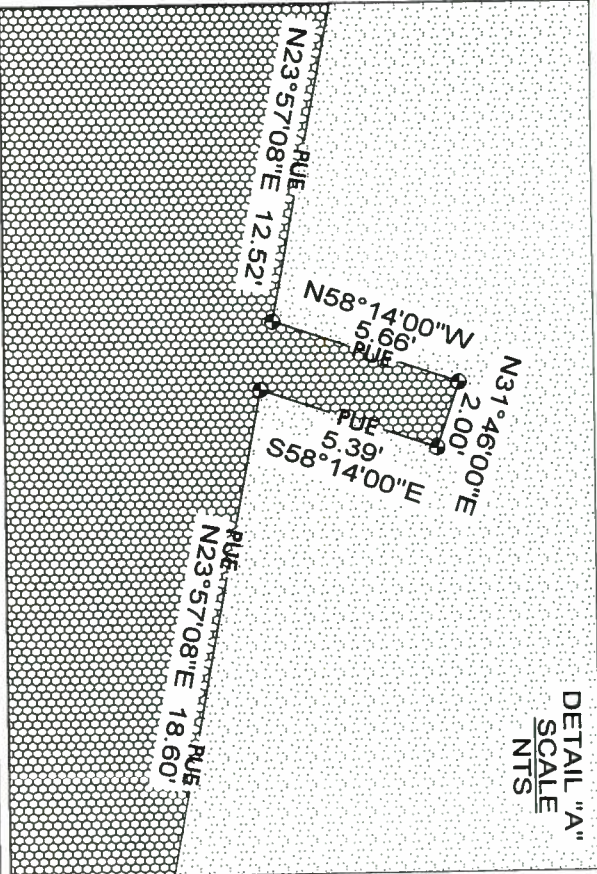 DETAIL "A"
SCALE
NTS
N31°46'00"E
2.00'
N58°14'00"W
5.66'
PUE
PUE
5.39'
S58°14'00"E
PUE
N23°57'08"E 12.52'
PUE
N23°57'08"E 18.60'
PUE